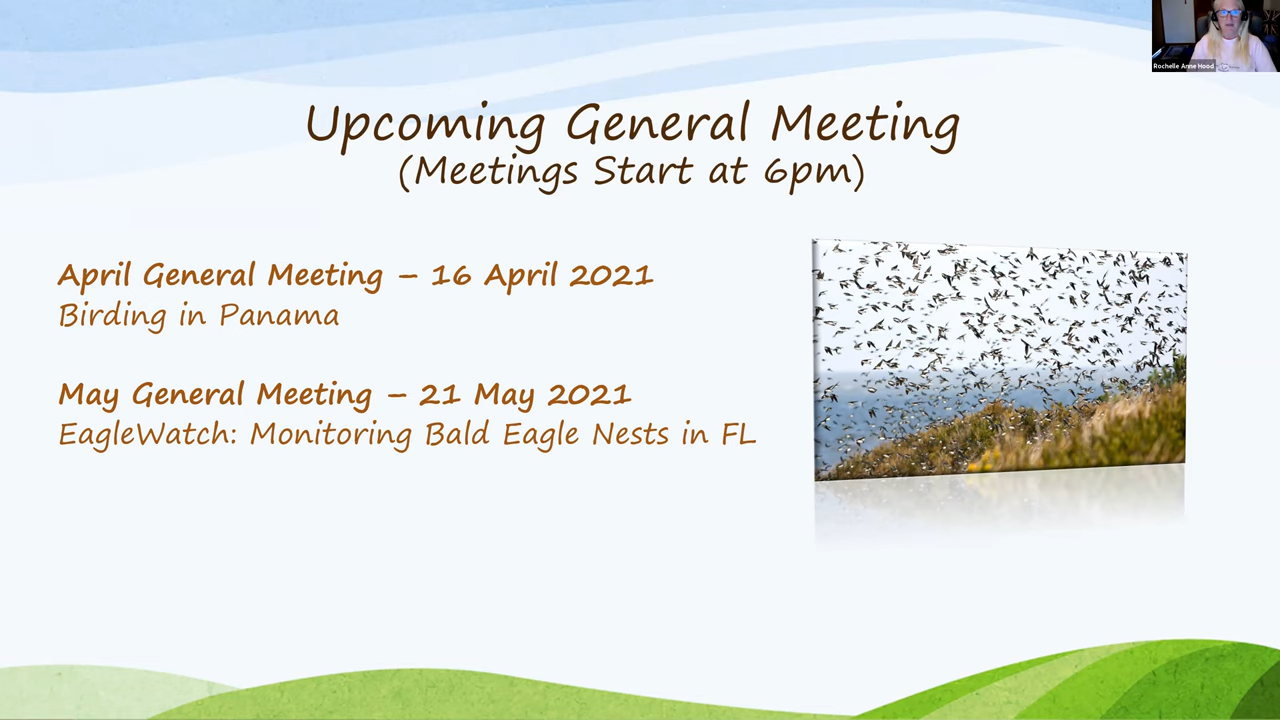 Rochelle Anne Hood
Upcoming General Meeting
(Meetings Start at 6pm)
April General Meeting – 16 April 2021
Birding in Panama
May General Meeting – 21 May 2021
EagleWatch: Monitoring Bald Eagle Nests in FL